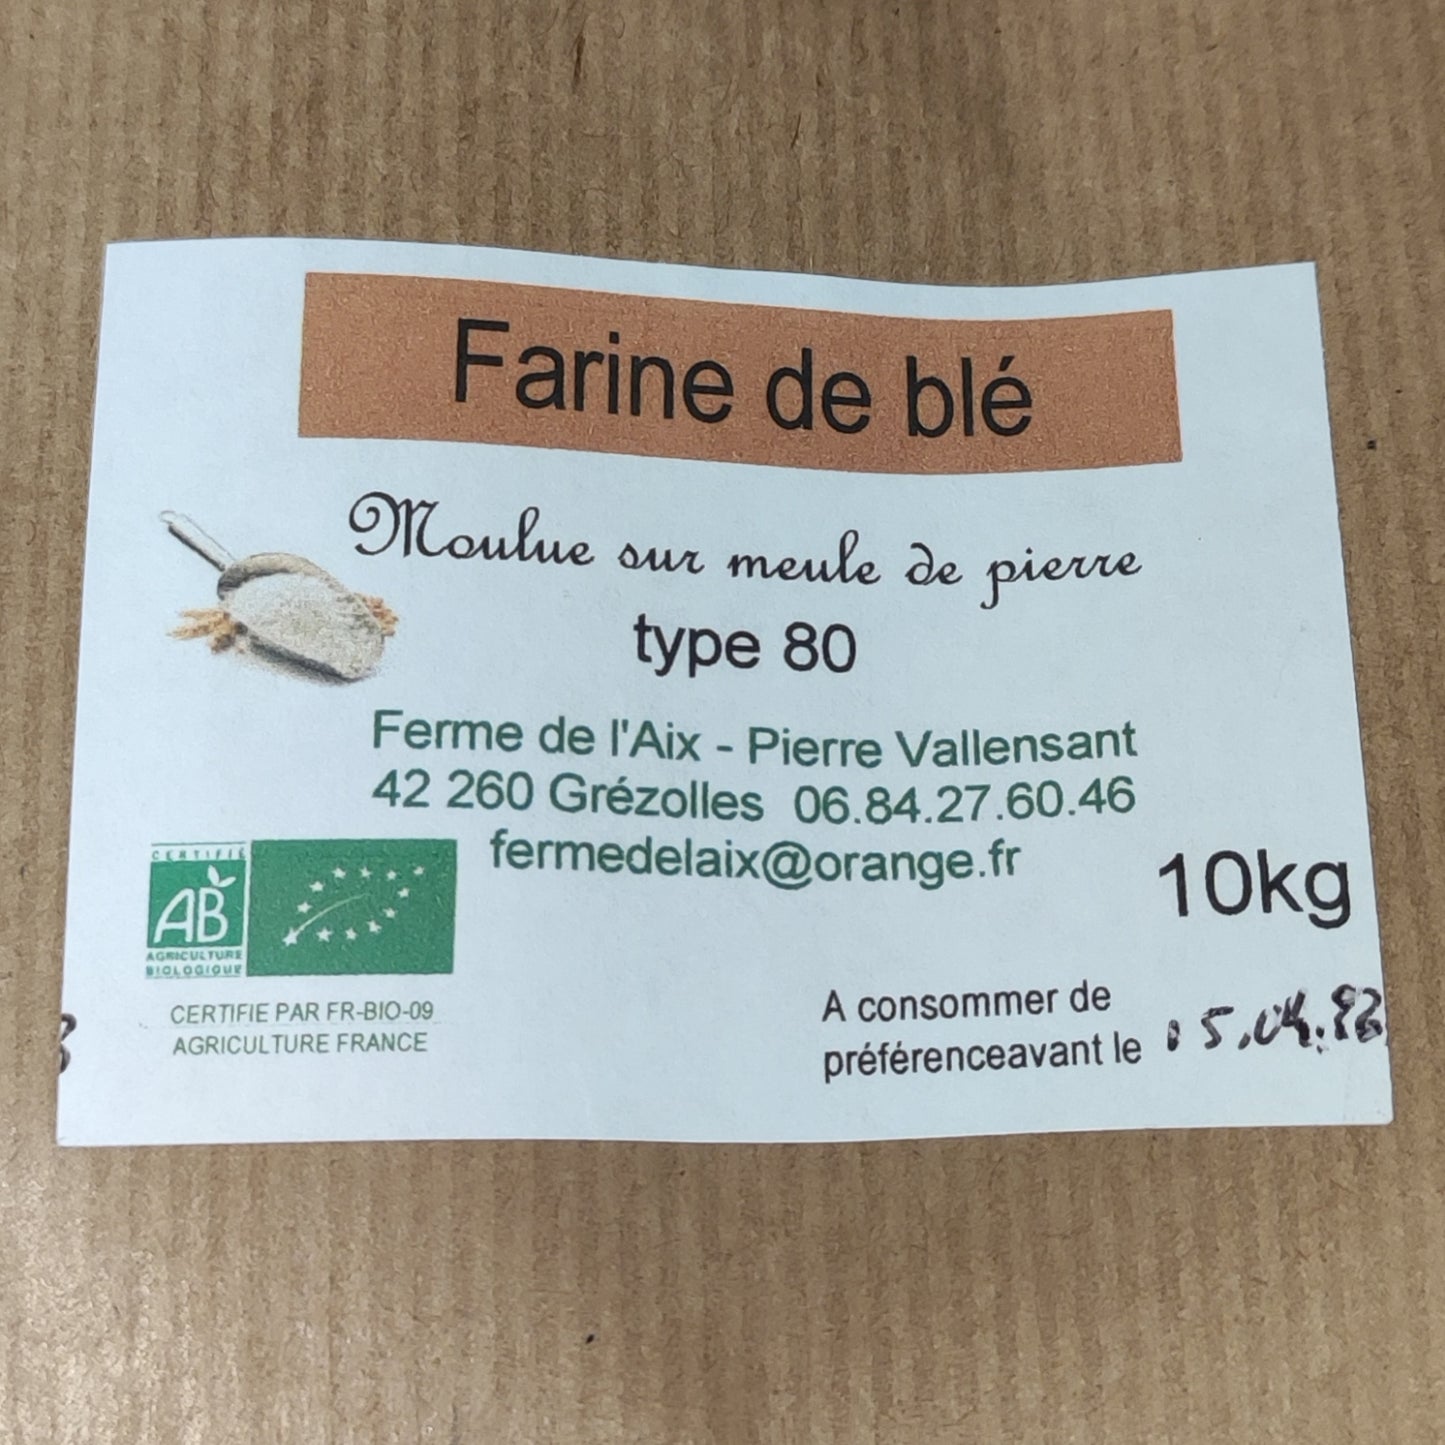 Farine de blé
Moulue sur meule de pierre
type 80
Ferme de l'Aix - Pierre Vallensant
42 260 Grézolles 06.84.27.60.46
fermedelaix@orange.fr
10kg
CERTIFIÉ
AB
AGRICULTURE
BIOLOGIQUE
CERTIFIE PAR FR-BIO-09
AGRICULTURE FRANCE
A consommer de
préférenceavant le